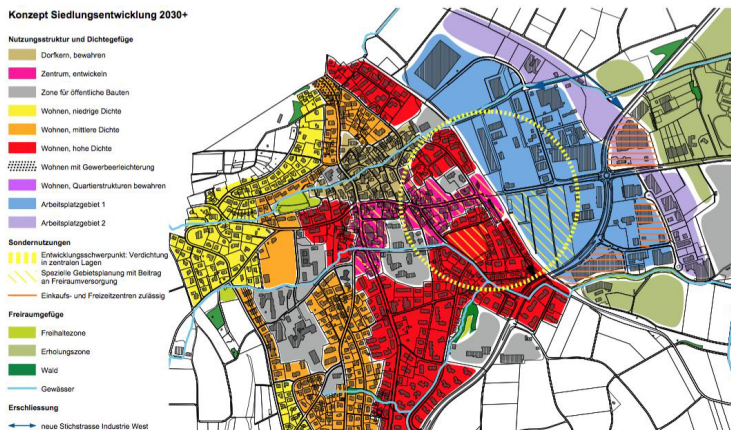 Konzept Siedlungsentwicklung 2030+
Nutzungsstruktur und Dichtegefüge
Dorfkern, bewahren
Zentrum, entwickeln
Zone für öffentliche Bauten
Wohnen, niedrige Dichte
Wohnen, mittlere Dichte
Wohnen, hohe Dichte
Wohnen mit Gewerbeerleichterung
Wohnen, Quartierstrukturen bewahren
Arbeitsplatzgebiet 1
Arbeitsplatzgebiet 2
Sondernutzungen
Entwicklungsschwerpunkt: Verdichtung
in zentralen Lagen
Spezielle Gebietsplanung mit Beitrag
an Freiraumversorgung
Einkaufs- und Freizeitzentren zulässig
Freiraumgefüge
Freihaltezone
Erholungszone
Wald
Gewässer
Erschliessung
neue Stichstrasse Industrie West